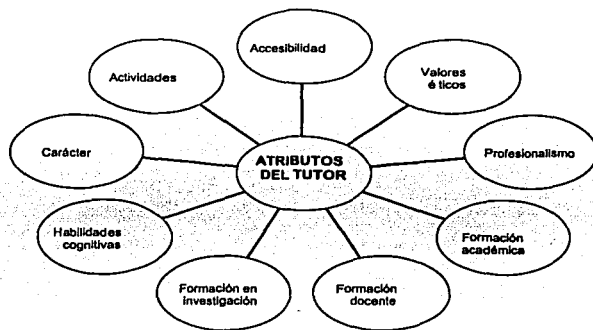 Accesibilidad
Actividades
Valores
é ticos
Carácter
ATRIBUTOS
DEL TUTOR
Profesionalismo
Habilidades
cognitivas
Formación
académica
Formación en
investigación
Formación
docente